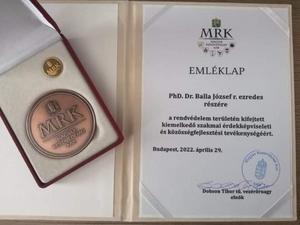 MRK
MRK
MRK
EMLÉKLAP
PhD. Dr. Balla József r. ezredes
részére
a rendvédelem területén kifejtett
kiemelkedő szakmai érdekképviseleti
és közösségfejlesztési tevékenységéért.
Budapest, 2022. április 29.
Dobson Tibor tű. vezérőrnagy
elnök